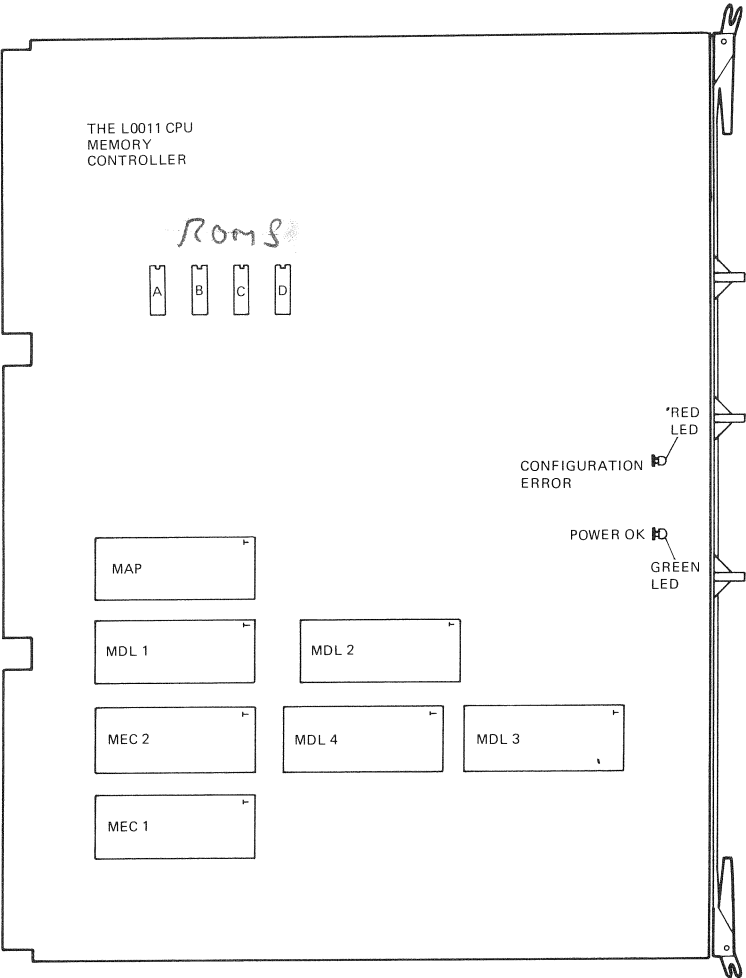 THE L0011 CPU
MEMORY
CONTROLLER
ROMS
A B C D
RED
LED
CONFIGURATION
ERROR
POWER OK
GREEN
LED
MAP
MDL 1
MDL 2
MEC 2
MDL 4
MDL 3
MEC 1